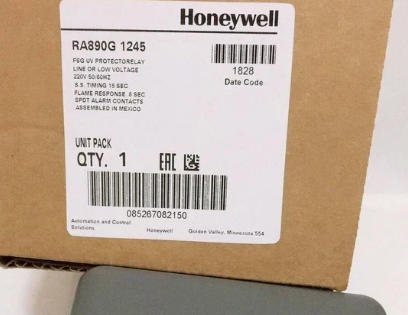 Honeywell
RA890G 1245
FSG UV PROTECTORELAY
LINE OR LOW VOLTAGE
220V 50/60HZ
S.S. TIMING 15 SEC
FLAME RESPONSE .8 SEC
SPDT ALARM CONTACTS
ASSEMBLED IN MEXICO
1828
Date Code
UNIT PACK
QTY. 1
EAC
085267082150
Automation and Control
Solutions
Honeywell
Golden Valley, Minnesota 554